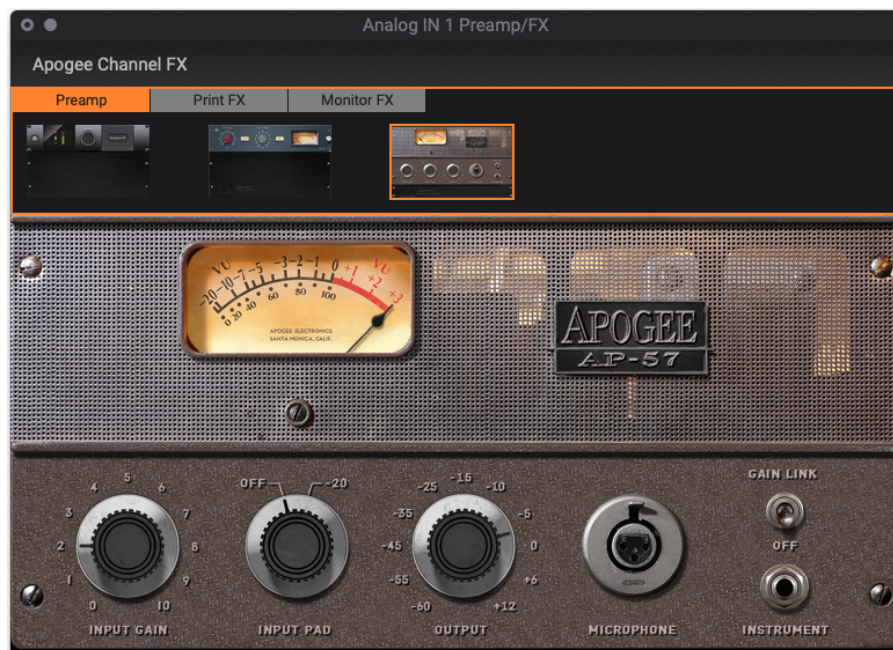 Analog IN 1 Preamp/FX
Apogee Channel FX
Preamp Print FX Monitor FX
VU VU
-20 -10 -7 -5 -3 -2 -1 0 +1 +2 +3
0 20 40 60 80 100
APOGEE ELECTRONICS
SANTA MONICA, CALIF.
APOGEE
AP-57
GAIN LINK
OFF
INSTRUMENT
0 1 2 3 4 5 6 7 8 9 10
INPUT GAIN
OFF -20
INPUT PAD
-60 -55 -45 -35 -25 -15 -10 -5 0 +6 +12
OUTPUT
MICROPHONE